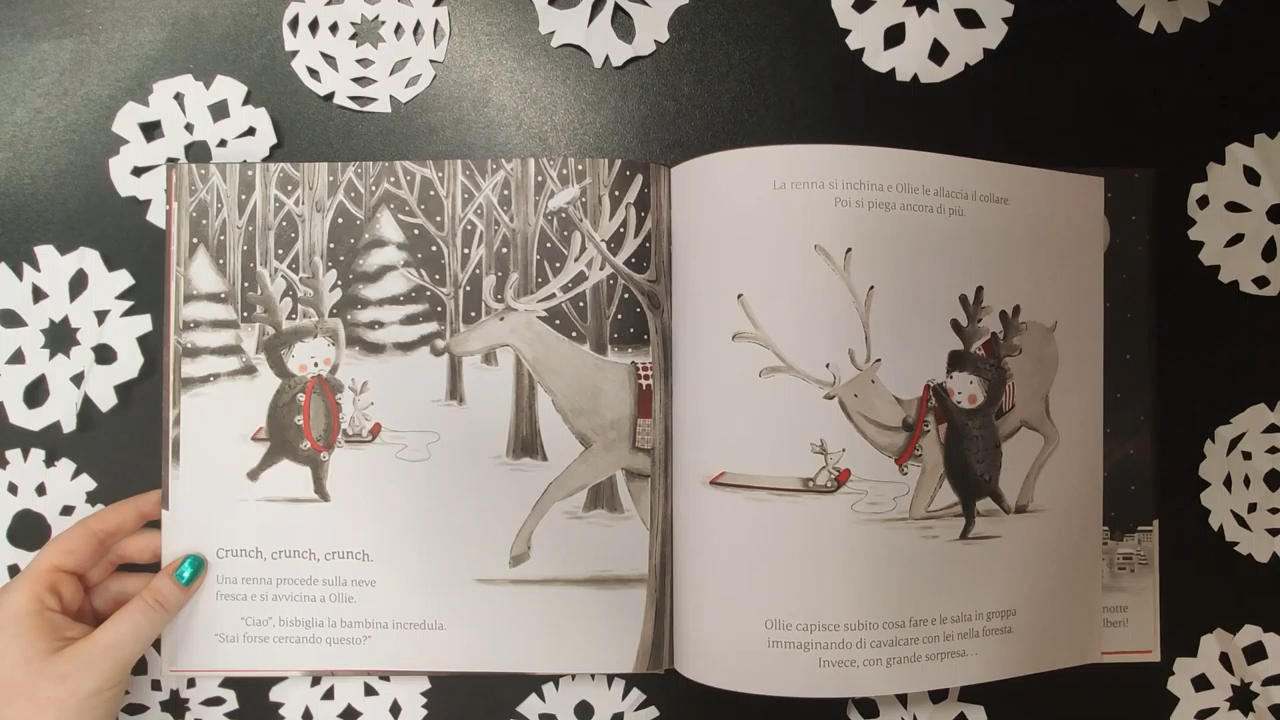 Crunch, crunch, crunch.
Una renna procede sulla neve
fresca e si avvicina a Ollie.
“Ciao”, bisbiglia la bambina incredula.
“Stai forse cercando questo?”
La renna si inchina e Ollie le allaccia il collare.
Poi si piega ancora di più.
Ollie capisce subito cosa fare e le salta in groppa
immaginando di cavalcare con lei nella foresta.
Invece, con grande sorpresa...
notte
lberi!